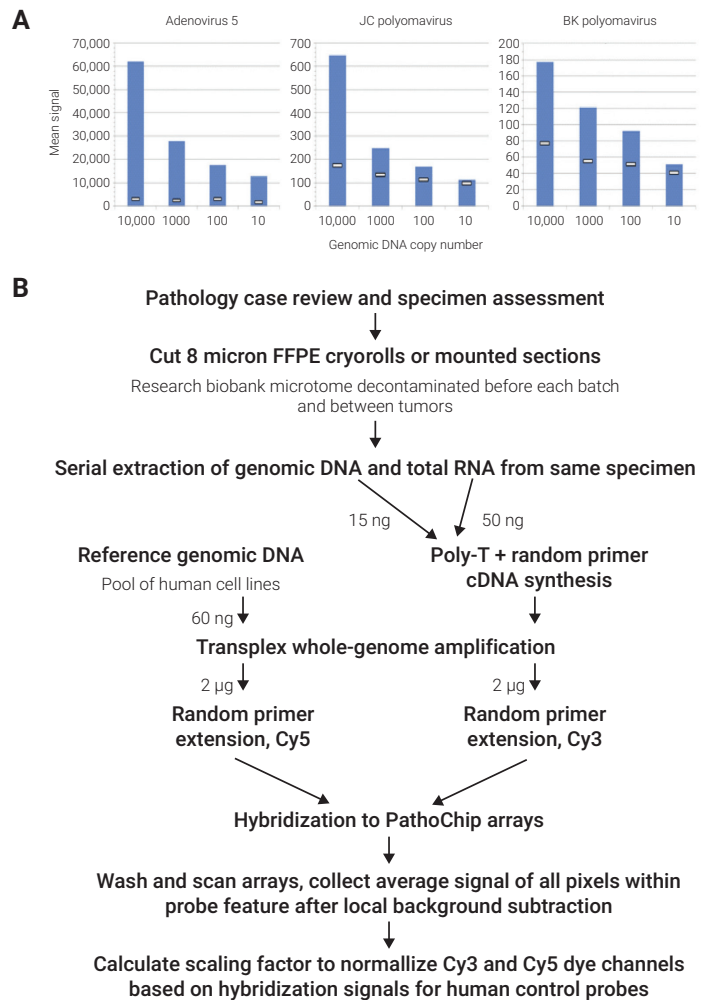 A
Adenovirus 5
JC polyomavirus
BK polyomavirus
Mean signal
70,000
60,000
50,000
40,000
30,000
20,000
10,000
0
10,000 1000 100 10
700
600
500
400
300
200
100
0
10,000 1000 100 10
200
180
160
140
120
100
80
60
40
20
0
10,000 1000 100 10
Genomic DNA copy number
B
Pathology case review and specimen assessment
Cut 8 micron FFPE cryorolls or mounted sections
Research biobank microtome decontaminated before each batch
and between tumors
Serial extraction of genomic DNA and total RNA from same specimen
15 ng
50 ng
Reference genomic DNA
Pool of human cell lines
Poly-T + random primer
cDNA synthesis
60 ng
Transplex whole-genome amplification
2 µg
2 µg
Random primer
extension, Cy5
Random primer
extension, Cy3
Hybridization to PathoChip arrays
Wash and scan arrays, collect average signal of all pixels within
probe feature after local background subtraction
Calculate scaling factor to normallize Cy3 and Cy5 dye channels
based on hybridization signals for human control probes